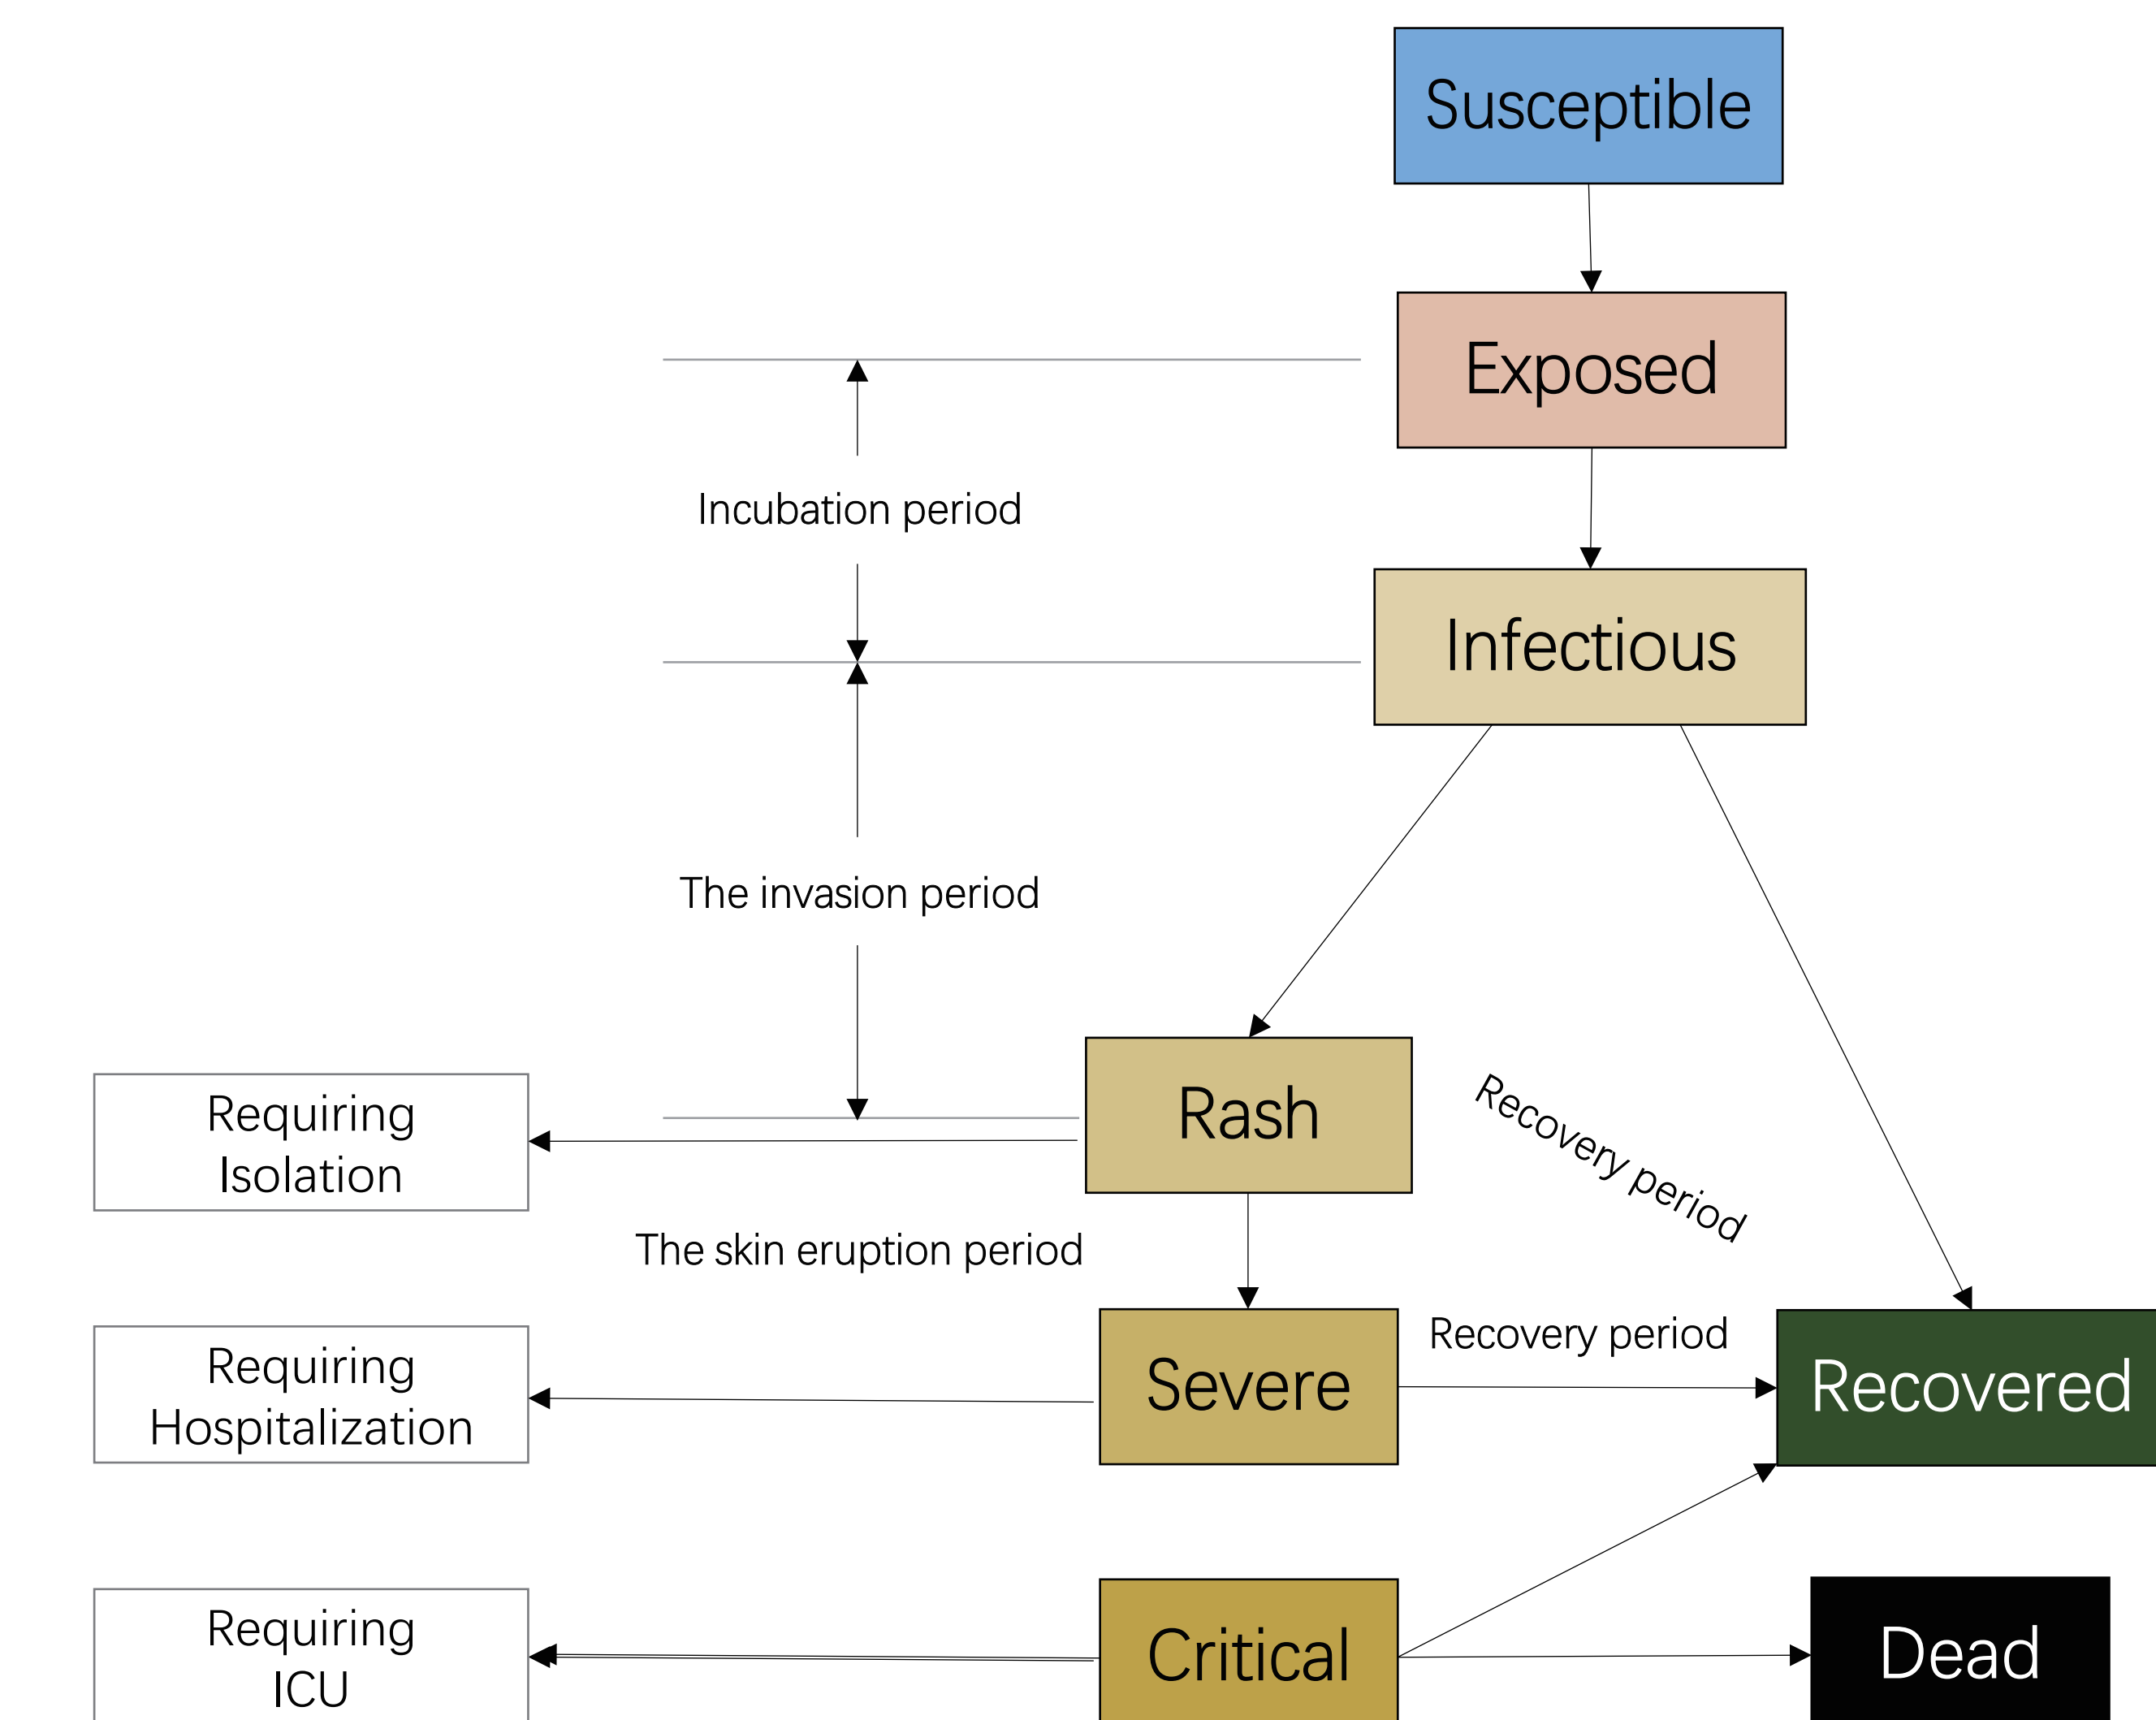 Susceptible
Exposed
Incubation period
Infectious
The invasion period
Rash
Recovery period
Requiring
Isolation
The skin eruption period
Recovery period
Severe
Recovered
Requiring
Hospitalization
Critical
Dead
Requiring
ICU